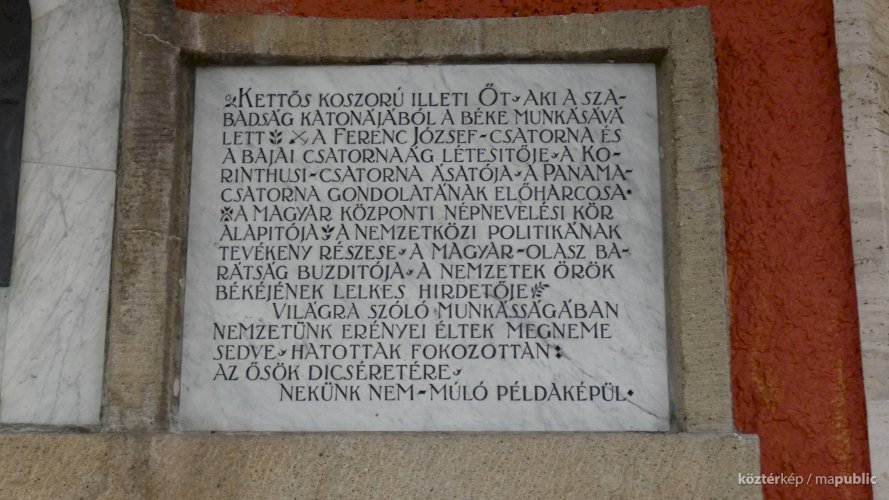 KETTŐS KOSZORÚ ILLETI ŐT· AKI A SZA-
BADSÁG KATONÁJÁBÓL A BÉKE MUNKÁSÁVÁ
LETT A FERENC JÓZSEF-CSATORNA ÉS
A BAJAI CSATORNAÁG LÉTESITŐJE·A KO-
RINTHUSI-CSATORNA ÁSATÓJA·A PANAMA-
CSATORNA GONDOLATÁNAK ELŐHARCOSA·
A MAGYAR KÖZPONTI NÉPNEVELÉSI KÖR
ALAPITÓJA A NEMZETKÖZI POLITIKÁNAK
TEVÉKENY RÉSZESE·A MAGYAR-OLASZ BA-
RÁTSÁG BUZDITÓJA·A NEMZETEK ÖRÖK
BÉKÉJÉNEK LELKES HIRDETŐJE
VILÁGRA SZÓLÓ MUNKÁSSÁGÁBAN
NEMZETÜNK ERÉNYEI ÉLTEK MEGNEME
SEDVE·HATOTTAK FOKOZOTTAN:
AZ ŐSÖK DICSÉRETÉRE·
NEKÜNK NEM-MÚLÓ PÉLDAKÉPÜL·
köztérkép / mapublic